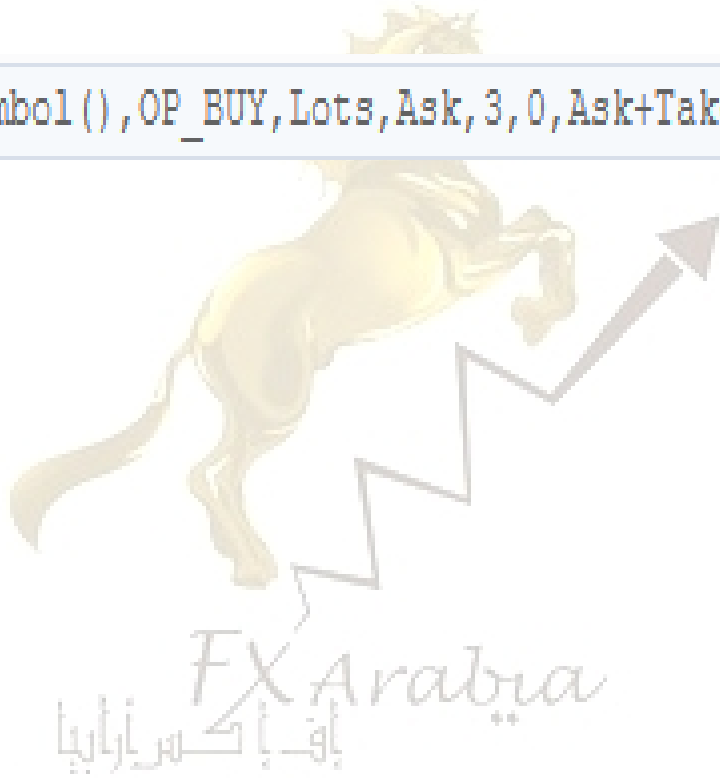 mbol(),OP_BUY,Lots,Ask,3,0,Ask+Tak
FX Arabia
إف إكس أرابيا